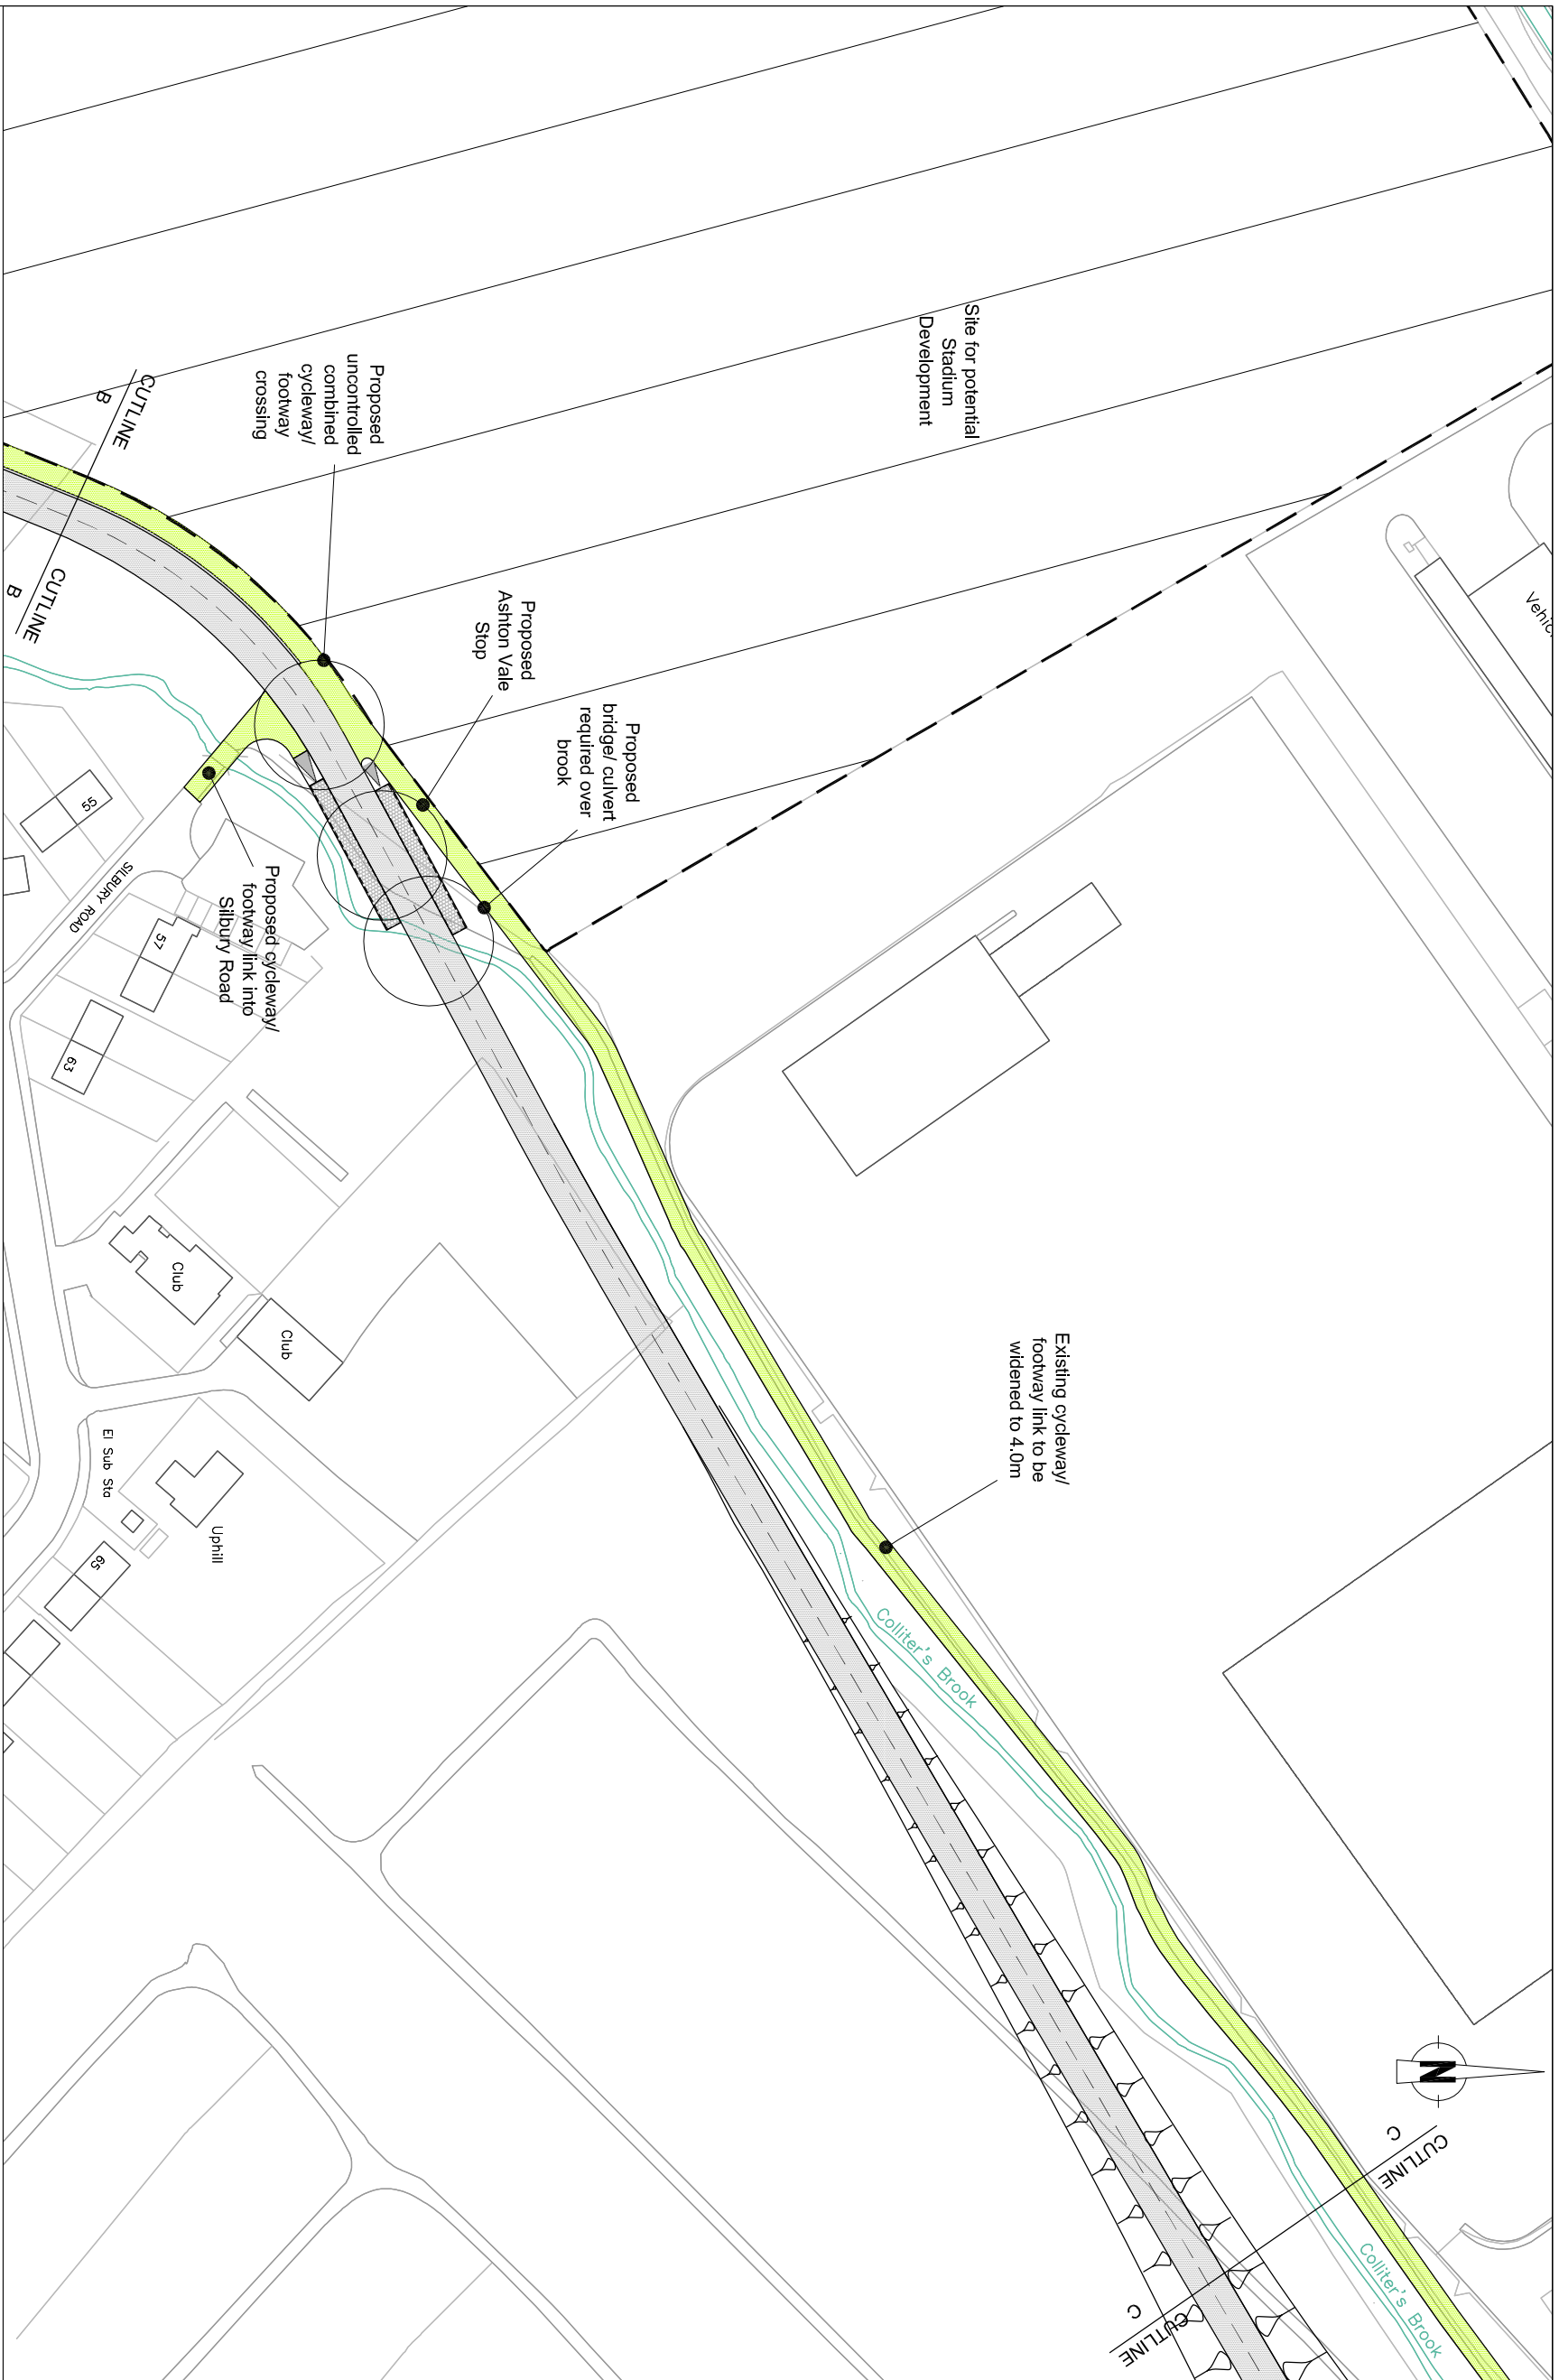 Site for potential
Stadium
Development
Proposed
uncontrolled
combined
cycleway/
footway
crossing
CUTLINE
B
CUTLINE
B
Proposed
Ashton Vale
Stop
Proposed
bridge/ culvert
required over
brook
Proposed cycleway/
footway link into
Silbury Road
SILBURY ROAD
55
57
63
Club
Club
El Sub Sta
Uphill
65
Existing cycleway/
footway link to be
widened to 4.0m
Colliter's Brook
N
C
CUTLINE
C
CUTLINE
Colliter's Brook